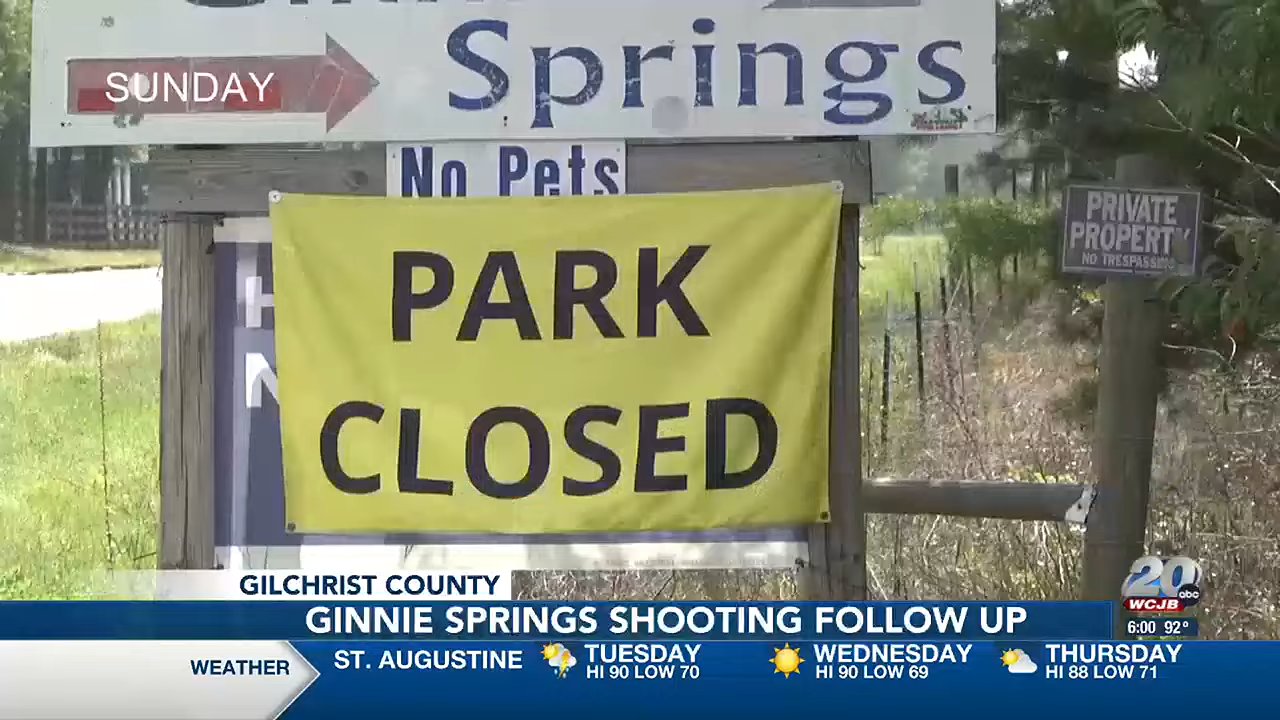 Springs
SUNDAY
No Pets
PARK
CLOSED
PRIVATE
PROPERTY
NO TRESPASSING
GILCHRIST COUNTY
GINNIE SPRINGS SHOOTING FOLLOW UP
20
abc
WCJB
6:00 92°
WEATHER
ST. AUGUSTINE
TUESDAY
HI 90 LOW 70
WEDNESDAY
HI 90 LOW 69
THURSDAY
HI 88 LOW 71